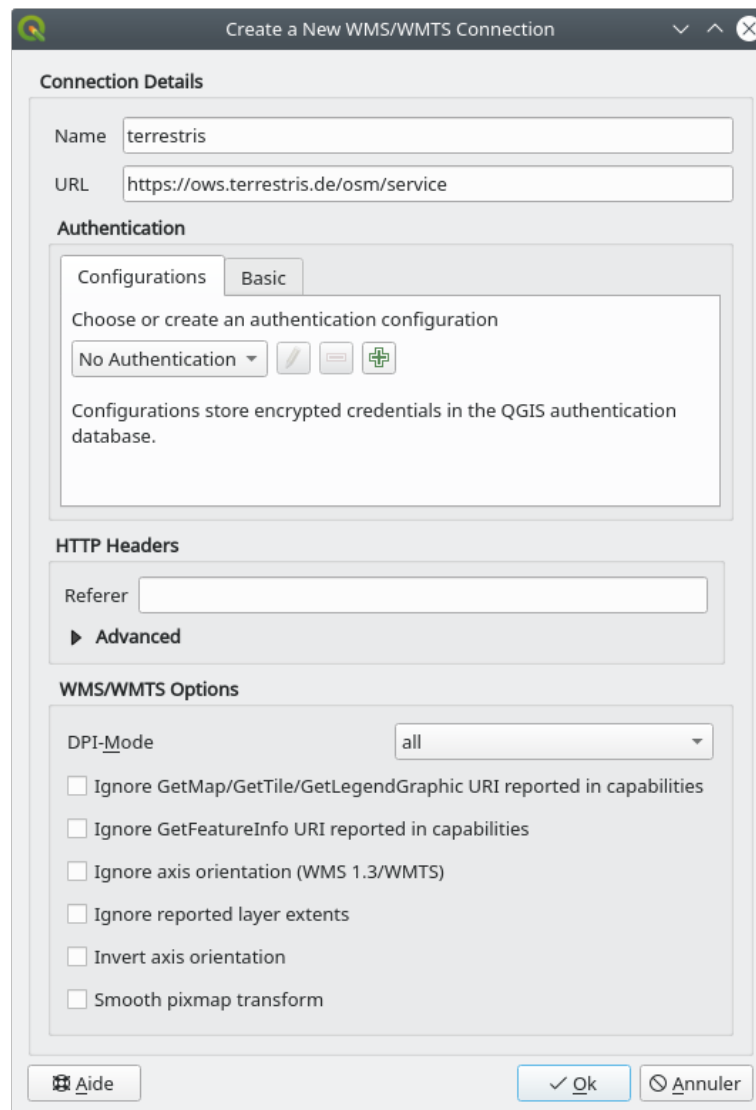 Create a New WMS/WMTS Connection
Connection Details
Name terrestris
URL https://ows.terrestris.de/osm/service
Authentication
Configurations Basic
Choose or create an authentication configuration
No Authentication
Configurations store encrypted credentials in the QGIS authentication
database.
HTTP Headers
Referer
Advanced
WMS/WMTS Options
DPI-Mode all
Ignore GetMap/GetTile/GetLegendGraphic URI reported in capabilities
Ignore GetFeatureInfo URI reported in capabilities
Ignore axis orientation (WMS 1.3/WMTS)
Ignore reported layer extents
Invert axis orientation
Smooth pixmap transform
Aide Ok Annuler